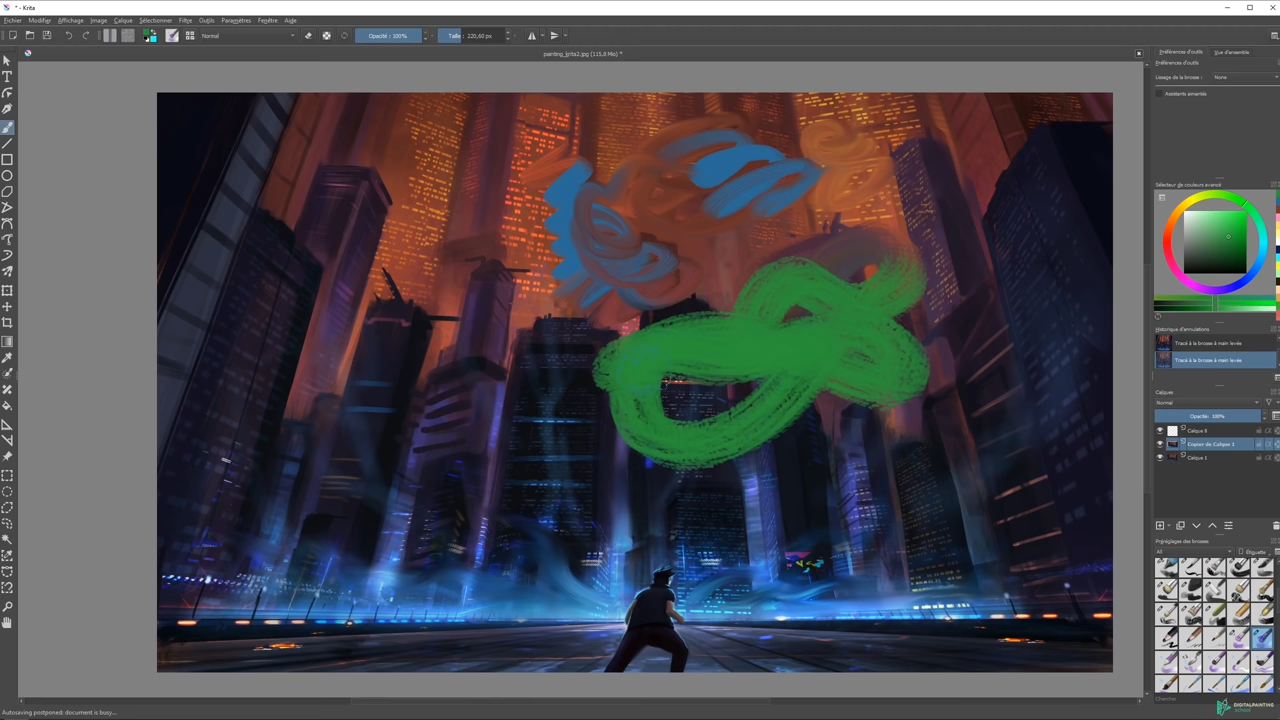 * - Krita
Fichier Modifier Affichage Image Calque Sélectionner Filtre Outils Paramètres Fenêtre Aide
Normal Opacité : 100% Taille : 220,60 px
painting_krita2.jpg (115,8 Mio) *
Préférences d'outils Vue d'ensemble
Préférences d'outils
Lissage de la brosse : None
Assistants aimantés
Sélecteur de couleurs avancé
Historique d'annulations
Tracé à la brosse à main levée
Tracé à la brosse à main levée
Calques
Normal
Opacité : 100%
Calque 8
Copier de Calque 1
Calque 1
Préréglages des brosses
All Étiquette
Chercher
DIGITALPAINTING
school
Autosaving postponed: document is busy...